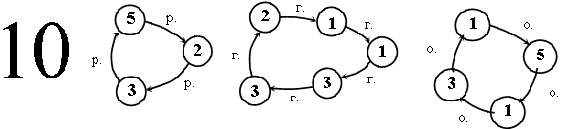 10
5 р. 2
р. р.
3
2 г. 1 г. 1
г. г.
3 г. 3
1 о. 5
о. о.
3 о. 1